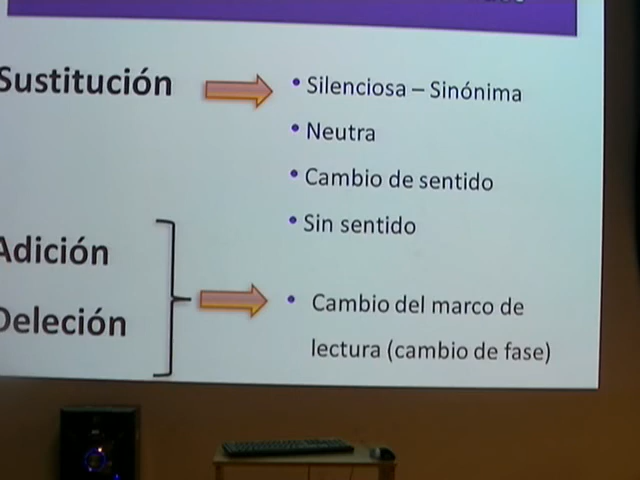 Sustitución
• Silenciosa – Sinónima
• Neutra
• Cambio de sentido
• Sin sentido
Adición
Deleción
• Cambio del marco de
lectura (cambio de fase)